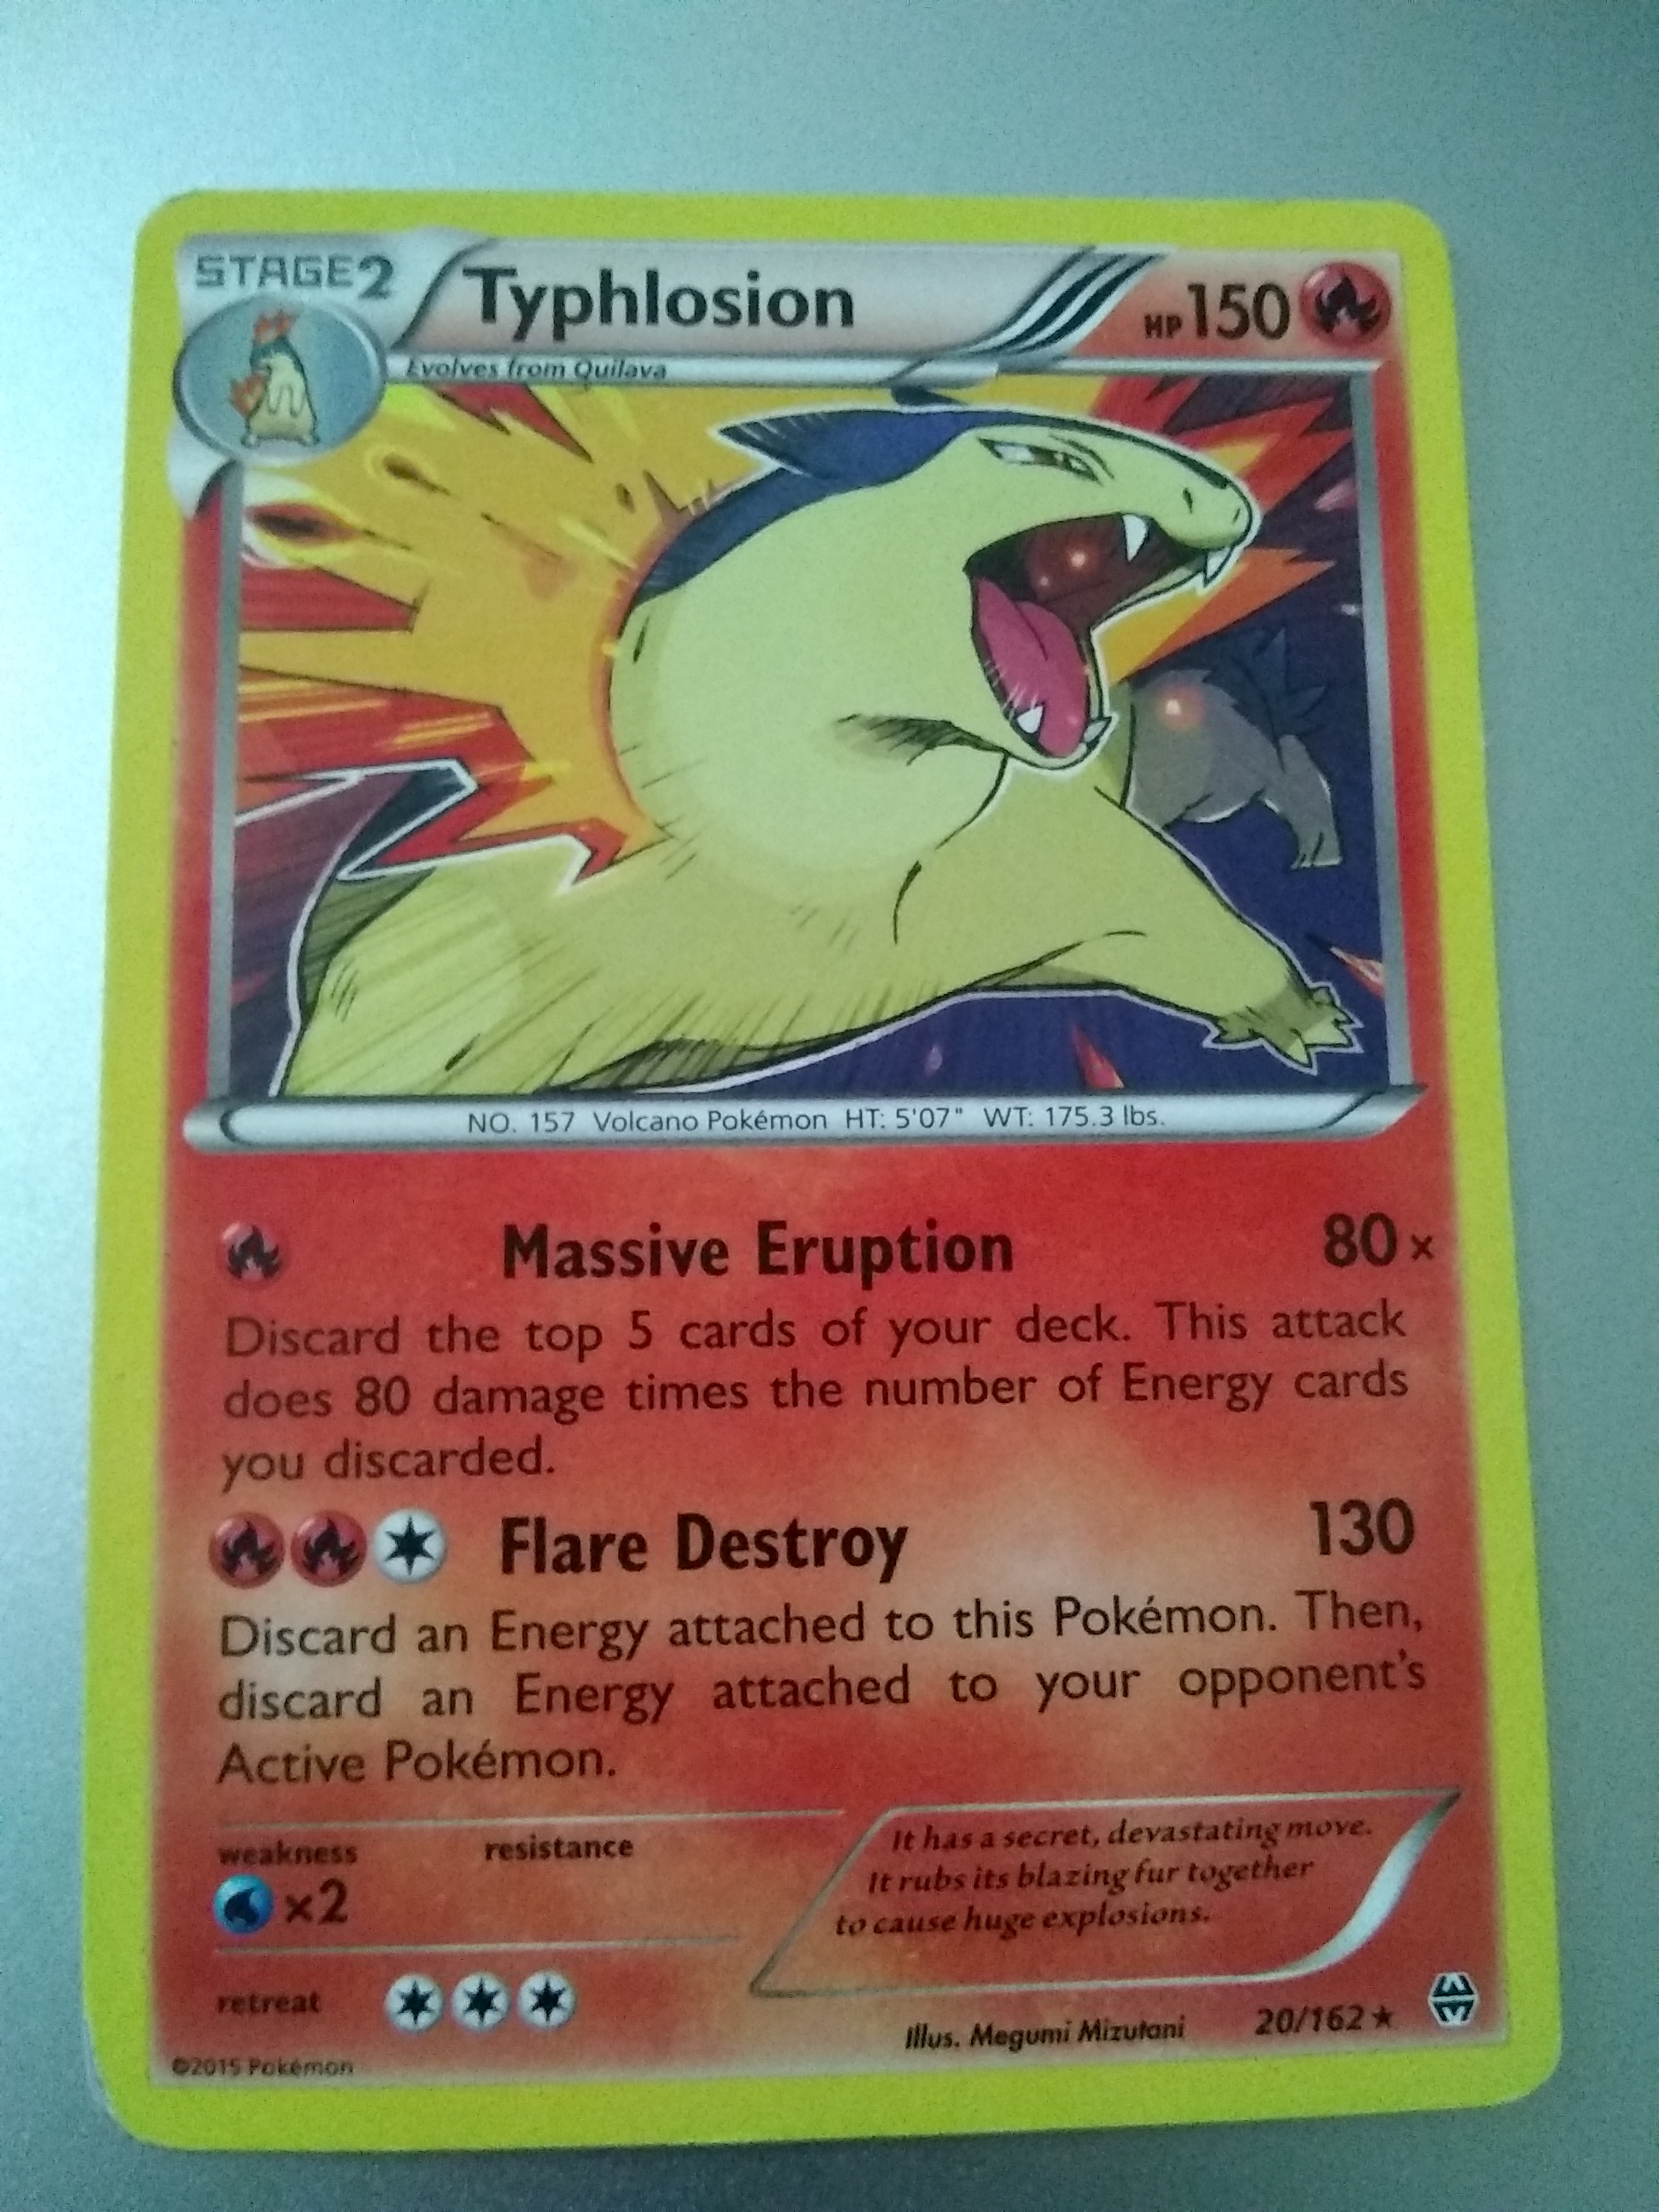 STAGE2
Typhlosion
HP150
Evolves from Quilava
NO. 157 Volcano Pokémon HT: 5'07" WT: 175.3 lbs.
Massive Eruption 80x
Discard the top 5 cards of your deck. This attack
does 80 damage times the number of Energy cards
you discarded.
Flare Destroy 130
Discard an Energy attached to this Pokémon. Then,
discard an Energy attached to your opponent's
Active Pokémon.
weakness resistance
x2
It has a secret, devastating move.
It rubs its blazing fur together
to cause huge explosions.
retreat
Illus. Megumi Mizutani 20/162★
©2015 Pokémon